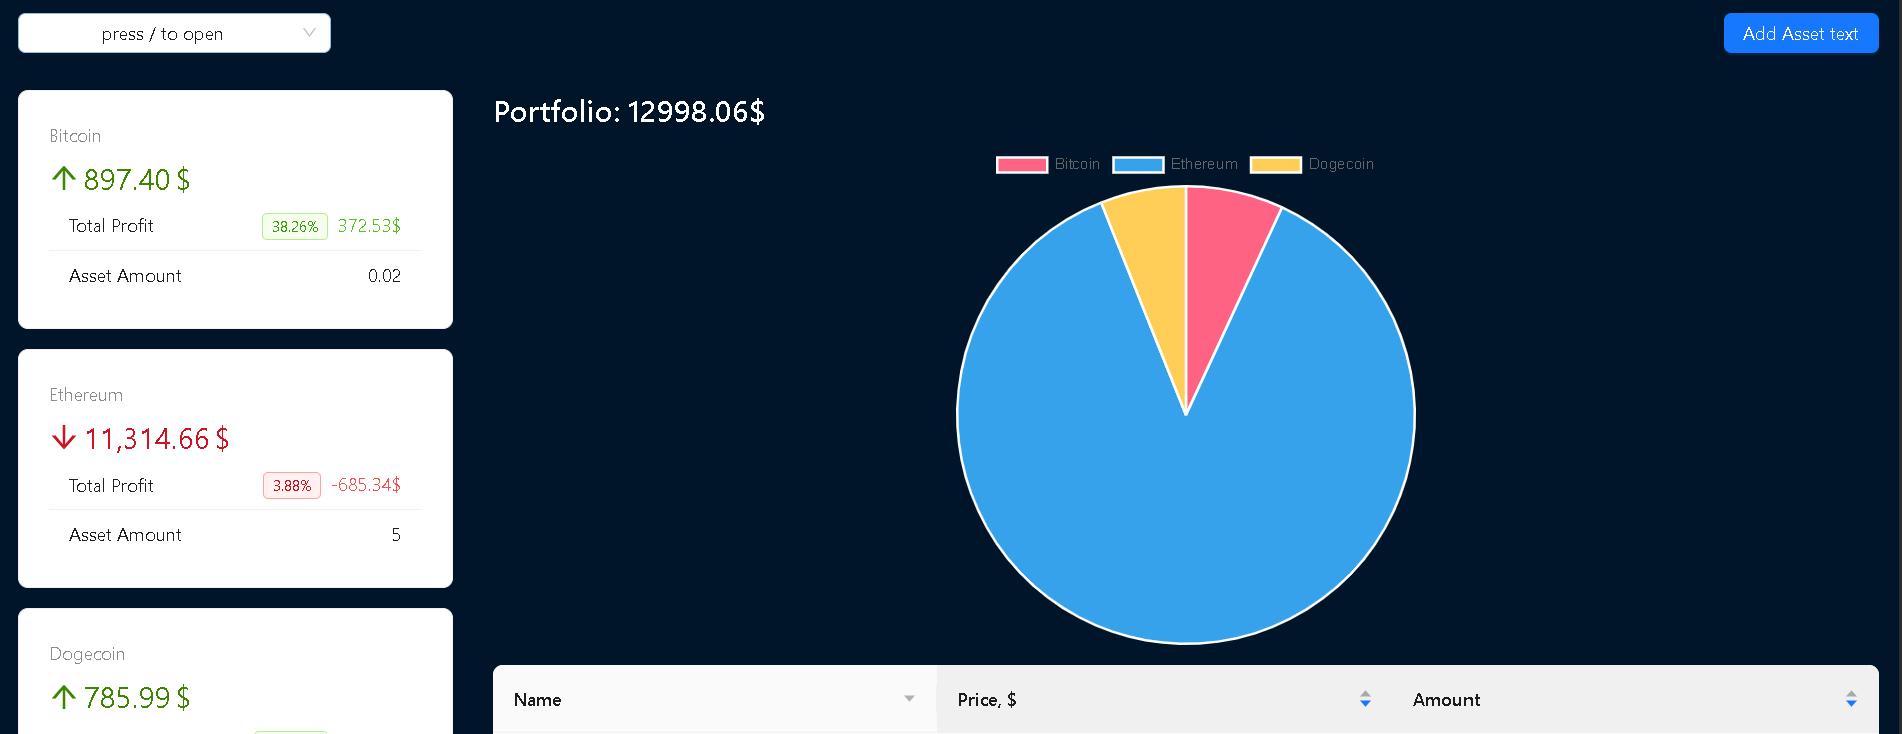 press / to open
Add Asset text
Bitcoin
897.40 $
Total Profit 38.26% 372.53$
Asset Amount 0.02
Ethereum
11,314.66 $
Total Profit 3.88% -685.34$
Asset Amount 5
Dogecoin
785.99 $
Portfolio: 12998.06$
Bitcoin Ethereum Dogecoin
Name Price, $ Amount